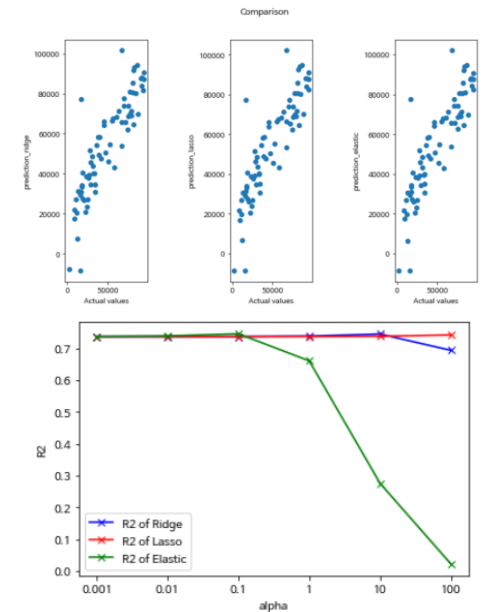 Comparison
prediction_ridge
100000
80000
60000
40000
20000
0
0 50000
Actual values
prediction_lasso
100000
80000
60000
40000
20000
0
0 50000
Actual values
prediction_elastic
100000
80000
60000
40000
20000
0
0 50000
Actual values
R2
0.7
0.6
0.5
0.4
0.3
0.2
0.1
0.0
R2 of Ridge
R2 of Lasso
R2 of Elastic
0.001 0.01 0.1 1 10 100
alpha